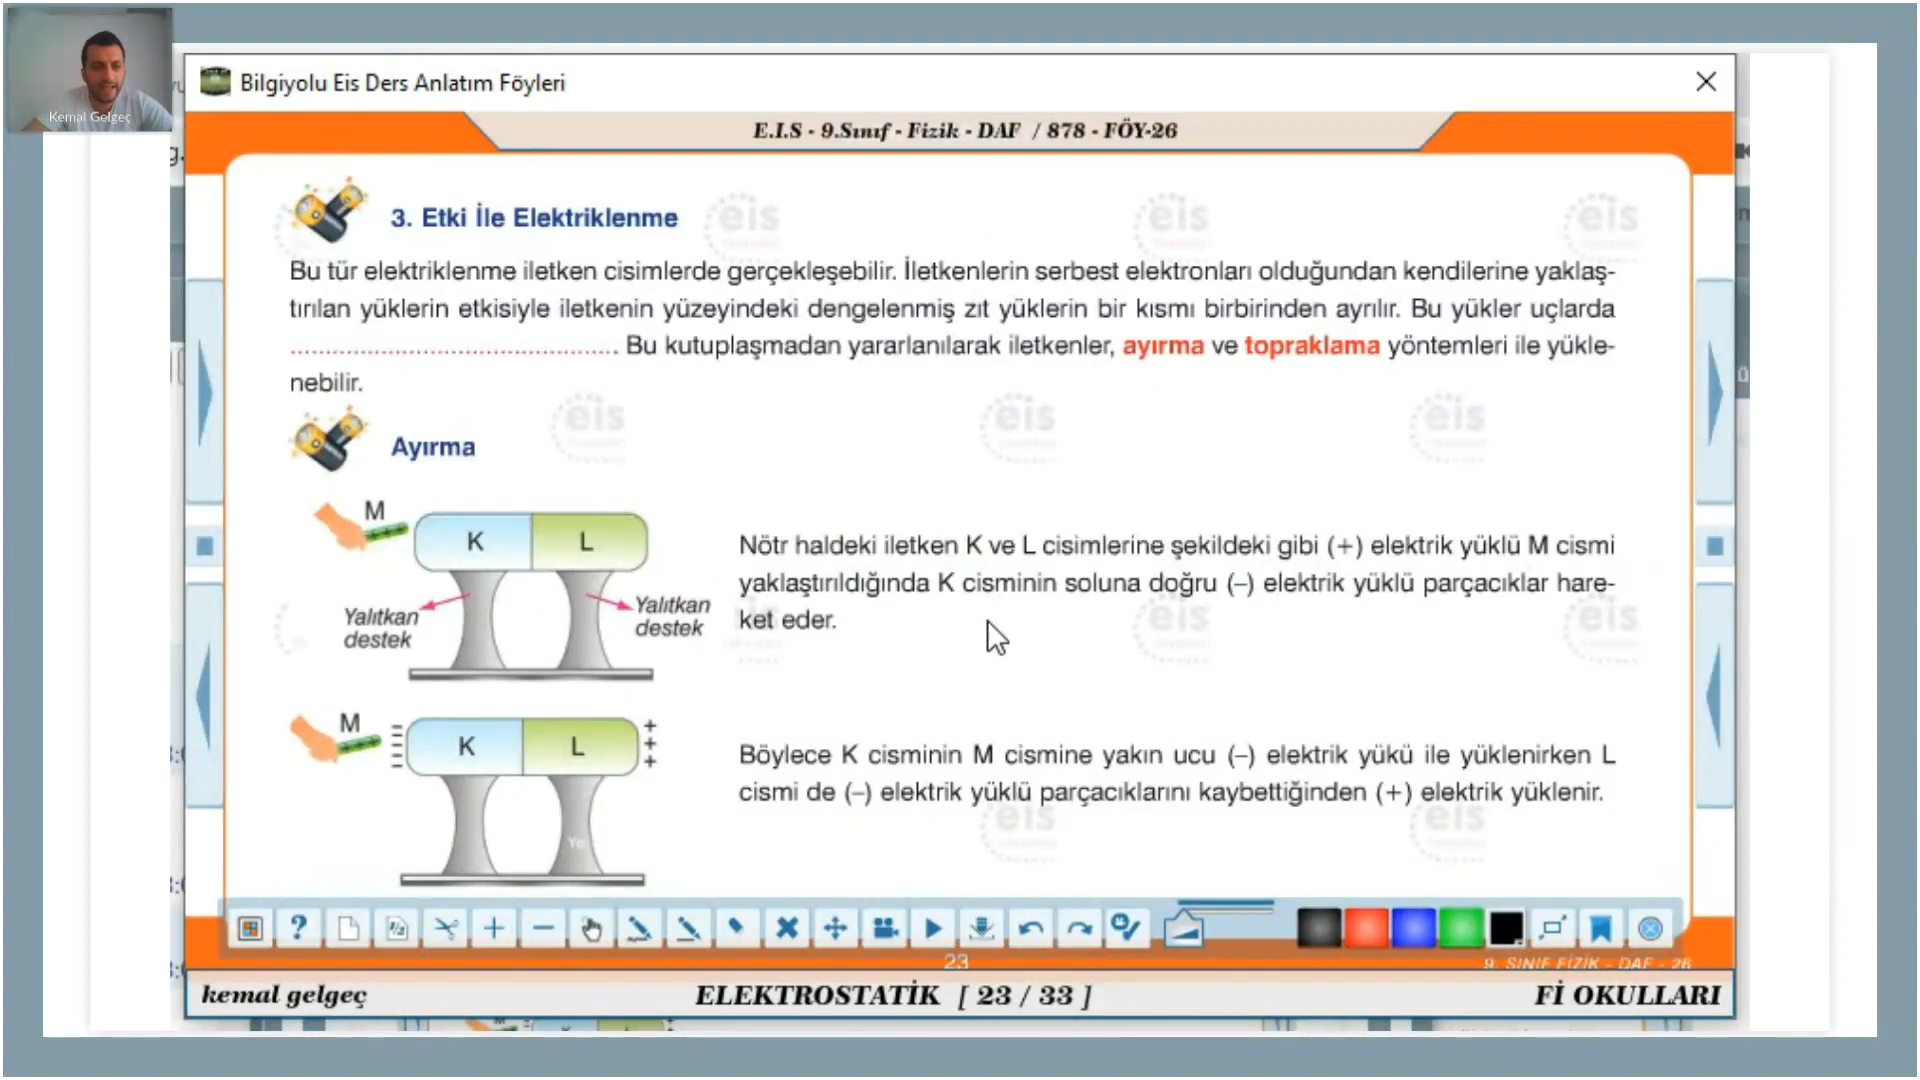 Kemal Gelgeç
Bilgiyolu Eis Ders Anlatım Föyleri
E.I.S - 9.Sınıf - Fizik - DAF / 878 - FÖY-26
3. Etki İle Elektriklenme
Bu tür elektriklenme iletken cisimlerde gerçekleşebilir. İletkenlerin serbest elektronları olduğundan kendilerine yaklaş-
tırılan yüklerin etkisiyle iletkenin yüzeyindeki dengelenmiş zıt yüklerin bir kısmı birbirinden ayrılır. Bu yükler uçlarda
............................................. Bu kutuplaşmadan yararlanılarak iletkenler, ayırma ve topraklama yöntemleri ile yükle-
nebilir.
Ayırma
M
K L
Yalıtkan
destek
Yalıtkan
destek
Nötr haldeki iletken K ve L cisimlerine şekildeki gibi (+) elektrik yüklü M cismi
yaklaştırıldığında K cisminin soluna doğru (–) elektrik yüklü parçacıklar hare-
ket eder.
M
K L
Böylece K cisminin M cismine yakın ucu (–) elektrik yükü ile yüklenirken L
cismi de (–) elektrik yüklü parçacıklarını kaybettiğinden (+) elektrik yüklenir.
eis
23
9. SINIF FİZİK - DAF - 26
kemal gelgeç
ELEKTROSTATİK [ 23 / 33 ]
Fİ OKULLARI